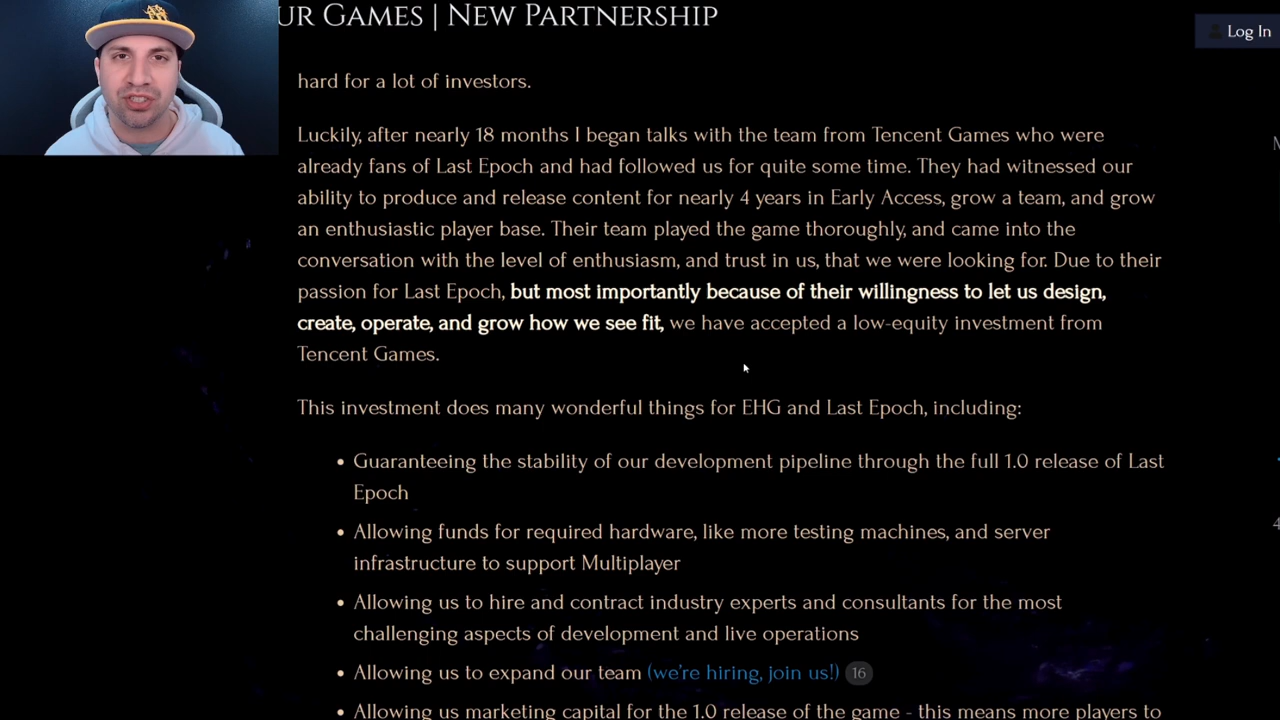 UR GAMES | NEW PARTNERSHIP
Log In
hard for a lot of investors.
Luckily, after nearly 18 months I began talks with the team from Tencent Games who were
already fans of Last Epoch and had followed us for quite some time. They had witnessed our
ability to produce and release content for nearly 4 years in Early Access, grow a team, and grow
an enthusiastic player base. Their team played the game thoroughly, and came into the
conversation with the level of enthusiasm, and trust in us, that we were looking for. Due to their
passion for Last Epoch, but most importantly because of their willingness to let us design,
create, operate, and grow how we see fit, we have accepted a low-equity investment from
Tencent Games.
This investment does many wonderful things for EHG and Last Epoch, including:
• Guaranteeing the stability of our development pipeline through the full 1.0 release of Last
Epoch
• Allowing funds for required hardware, like more testing machines, and server
infrastructure to support Multiplayer
• Allowing us to hire and contract industry experts and consultants for the most
challenging aspects of development and live operations
• Allowing us to expand our team (we're hiring, join us!) 16
• Allowing us marketing capital for the 1.0 release of the game - this means more players to